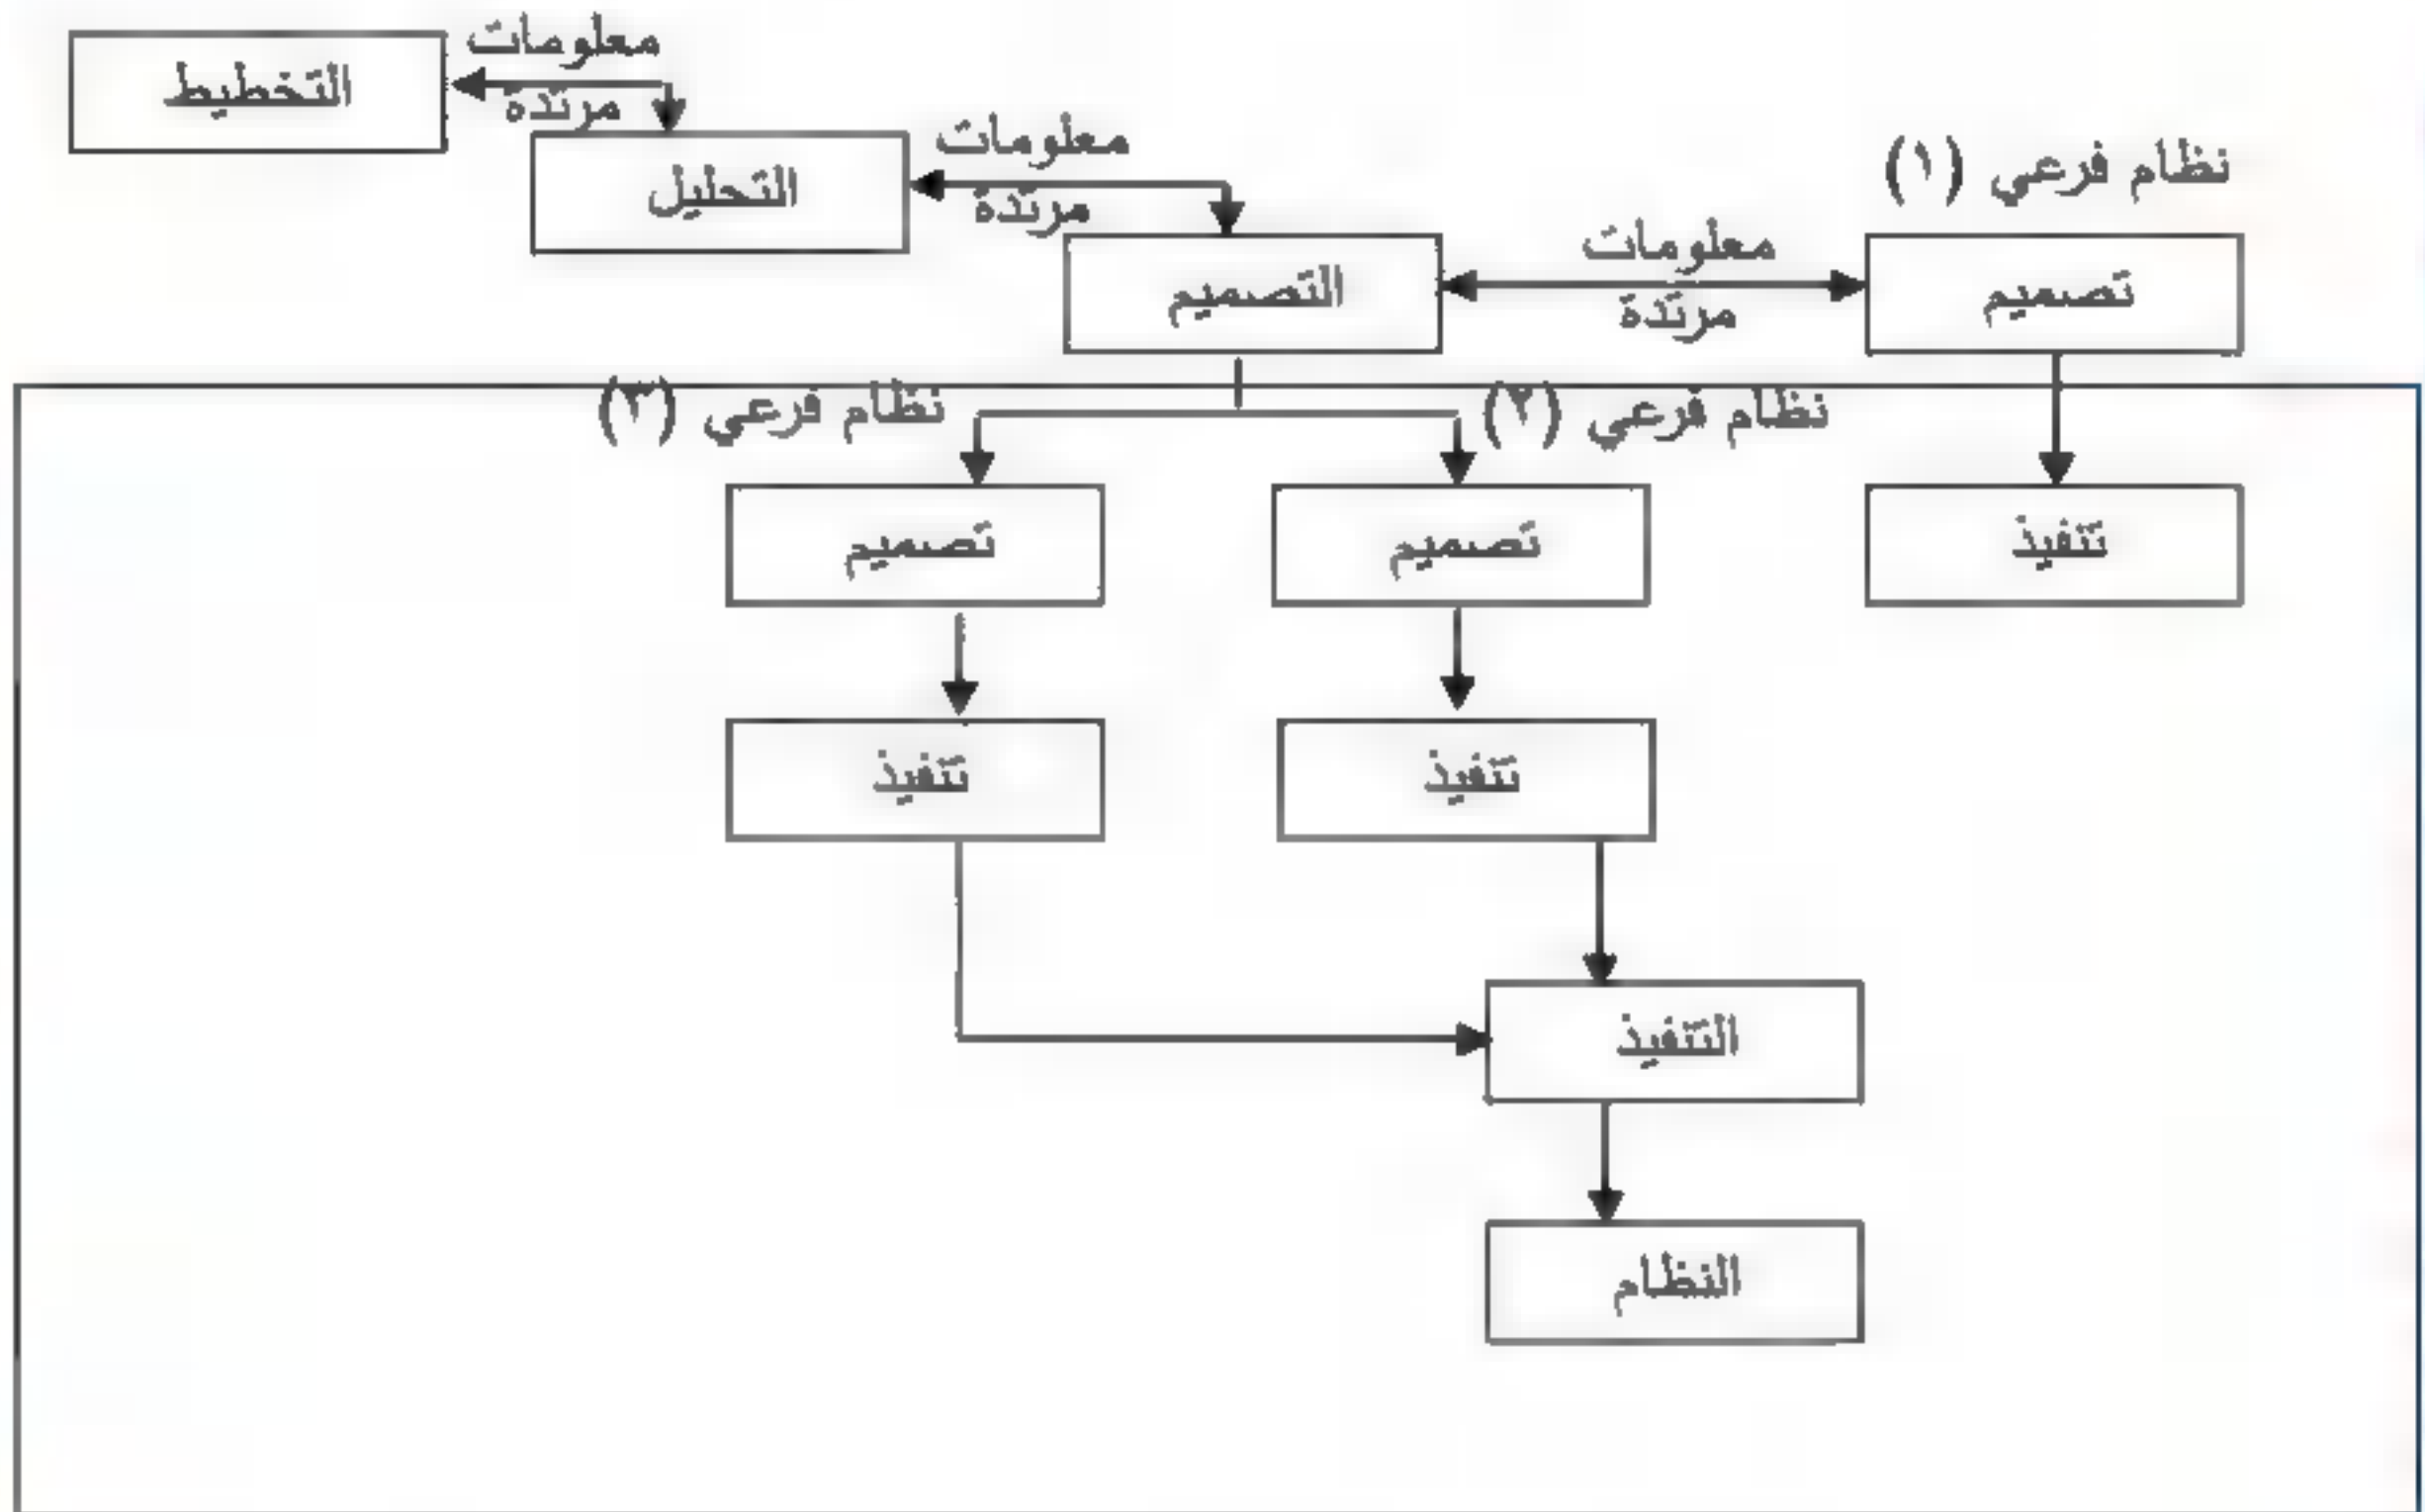 معلومات
التخطيط
مرتدة
معلومات
التحليل
مرتدة
نظام فرعي (١)
معلومات
التصميم
تصميم
مرتدة
نظام فرعي (٢)
نظام فرعي (٣)
تنفيذ
تصميم
تصميم
تنفيذ
تنفيذ
التنفيذ
النظام